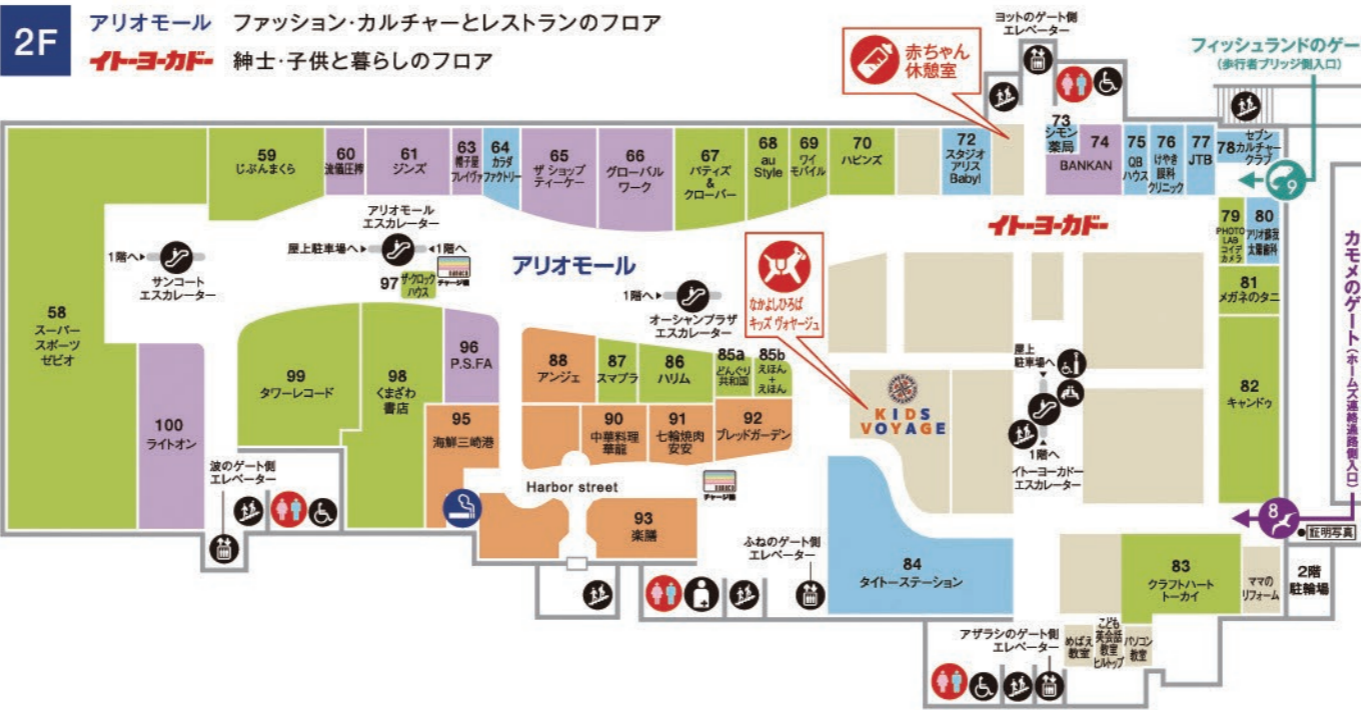 2F
アリオモール ファッション・カルチャーとレストランのフロア
イトーヨーカドー 紳士・子供と暮らしのフロア
ヨットのゲート側
エレベーター
赤ちゃん
休憩室
フィッシュランドのゲー
(歩行者ブリッジ側入口)
59
じぶんまくら
60
流儀圧搾
61
ジンズ
63
帽子屋
フレイヴァ
64
カラダ
ファクトリー
65
ザ ショップ
ティーケー
66
グローバル
ワーク
67
パティズ
&
クローバー
68
au
Style
69
ワイ
モバイル
70
ハピンズ
72
スタジオ
アリス
Baby!
73
シモン
薬局
74
BANKAN
75
QB
ハウス
76
けやき
眼科
クリニック
77
JTB
78
セブン
カルチャー
クラブ
9
アリオモール
エスカレーター
屋上駐車場へ
1階へ
チャージ機
97
ザ・クロック
ハウス
1階へ
サンコート
エスカレーター
アリオモール
イトーヨーカドー
79
PHOTO
LAB
コイデ
カメラ
80
アリオ蘇我
太陽歯科
81
メガネのタニ
82
キャンドゥ
カモメのゲート(ホームズ連絡通路側入口)
1階へ
オーシャンプラザ
エスカレーター
なかよしひろば
キッズ ヴォヤージュ
58
スーパー
スポーツ
ゼビオ
100
ライトオン
99
タワーレコード
98
くまざわ
書店
96
P.S.FA
95
海鮮三崎港
88
アンジェ
87
スマプラ
86
ハリム
85a
どんぐり
共和国
85b
えほん
+
えほん
90
中華料理
華龍
91
七輪焼肉
安安
92
ブレッドガーデン
KIDS
VOYAGE
屋上
駐車場へ
1階へ
イトーヨーカドー
エスカレーター
波のゲート側
エレベーター
Harbor street
チャージ機
93
楽膳
ふねのゲート側
エレベーター
84
タイトーステーション
83
クラフトハート
トーカイ
ママの
リフォーム
8
証明写真
2階
駐輪場
アザラシのゲート側
エレベーター
めばえ
教室
こども
英会話
教室
ヒルトップ
パソコン
教室